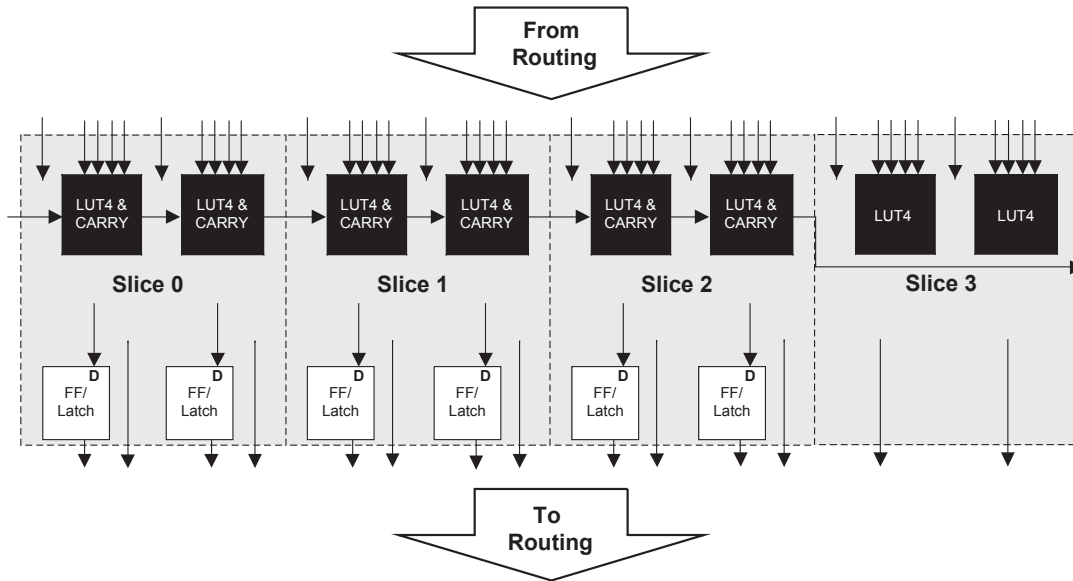 From
Routing
LUT4 &
CARRY
LUT4 &
CARRY
LUT4 &
CARRY
LUT4 &
CARRY
LUT4 &
CARRY
LUT4 &
CARRY
LUT4
LUT4
Slice 0
Slice 1
Slice 2
Slice 3
D
FF/
Latch
D
FF/
Latch
D
FF/
Latch
D
FF/
Latch
D
FF/
Latch
D
FF/
Latch
To
Routing